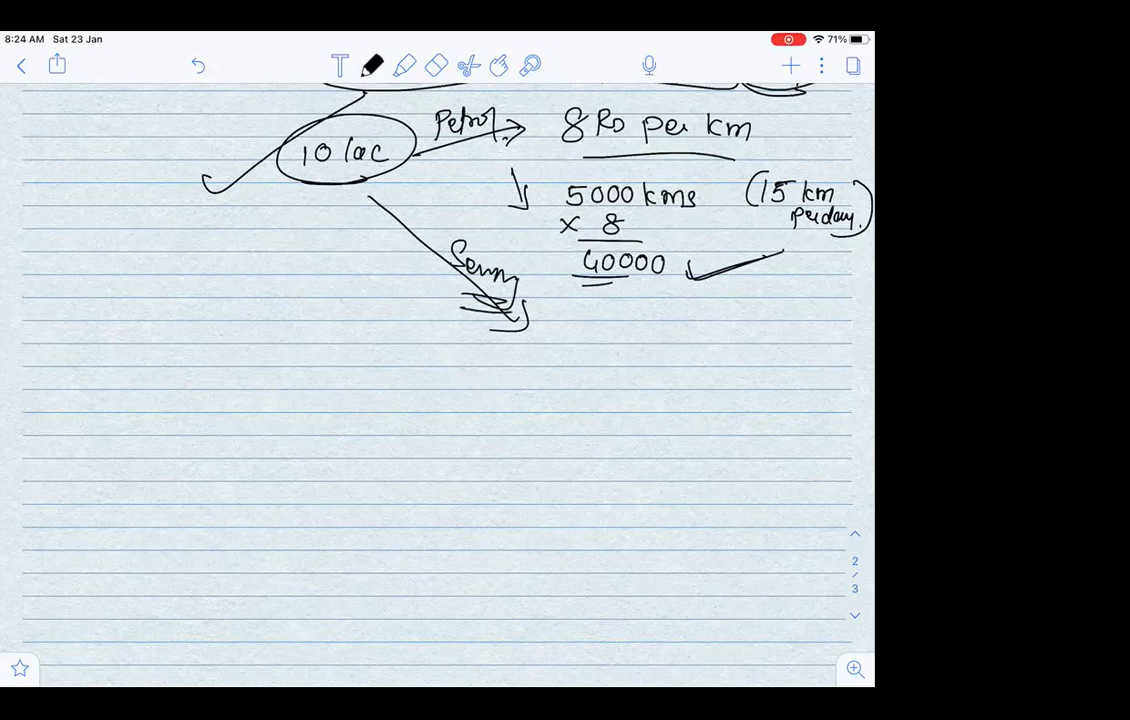 8:24 AM Sat 23 Jan
71%
T
10 lac
Petrol
8 Rs per km
5000 kms
(15 km
per day.)
x 8
40000
2
/
3